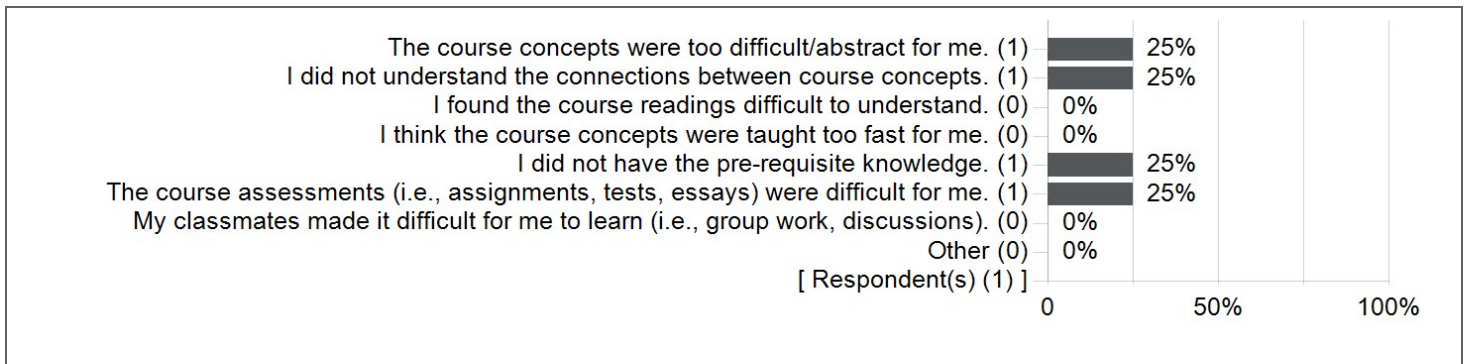 The course concepts were too difficult/abstract for me. (1) 25%
I did not understand the connections between course concepts. (1) 25%
I found the course readings difficult to understand. (0) 0%
I think the course concepts were taught too fast for me. (0) 0%
I did not have the pre-requisite knowledge. (1) 25%
The course assessments (i.e., assignments, tests, essays) were difficult for me. (1) 25%
My classmates made it difficult for me to learn (i.e., group work, discussions). (0) 0%
Other (0) 0%
[ Respondent(s) (1) ]
0 50% 100%